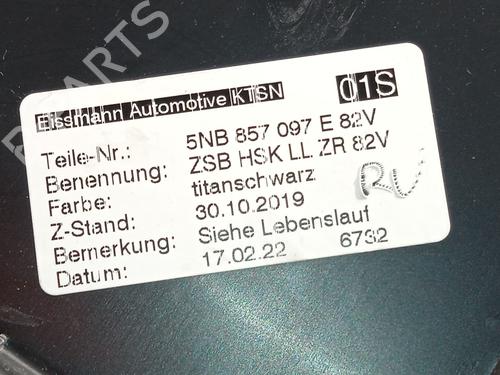 Eissmann Automotive KTSN 01S
Teile-Nr.: 5NB 857 097 E 82V
Benennung: ZSB HSK LL ZR 82V
Farbe: titanschwarz
Z-Stand: 30.10.2019
Bemerkung: Siehe Lebenslauf
Datum: 17.02.22 6732
PARTS